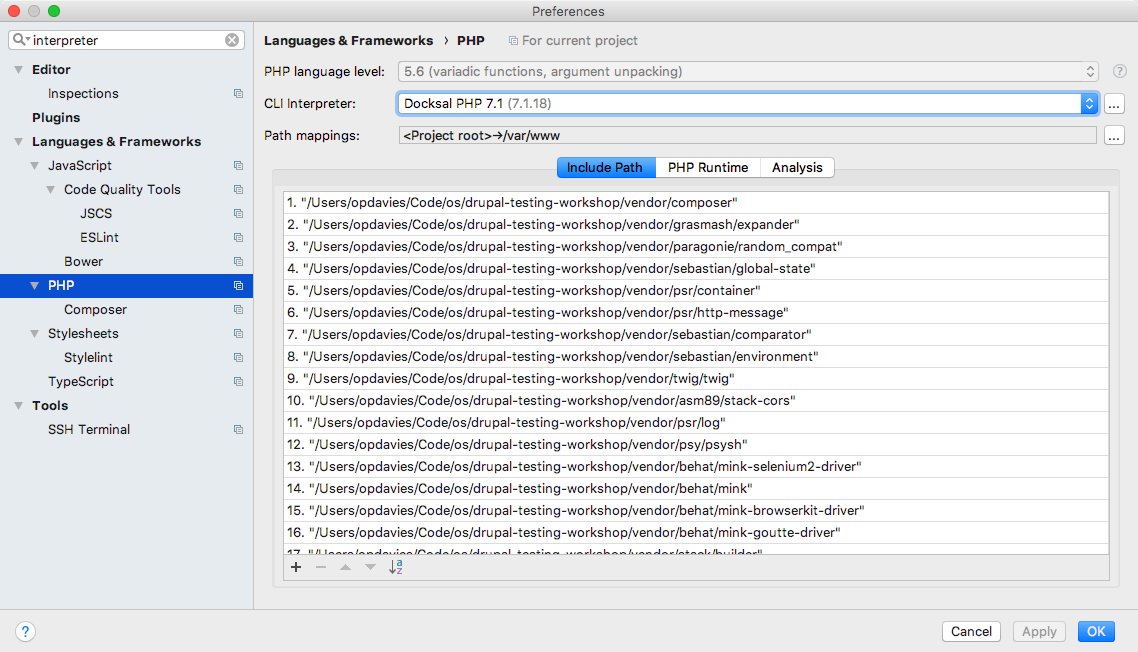 Preferences
interpreter
Editor
Inspections
Plugins
Languages & Frameworks
JavaScript
Code Quality Tools
JSCS
ESLint
Bower
PHP
Composer
Stylesheets
Stylelint
TypeScript
Tools
SSH Terminal
Languages & Frameworks › PHP For current project
PHP language level: 5.6 (variadic functions, argument unpacking) ?
CLI Interpreter: Docksal PHP 7.1 (7.1.18) ...
Path mappings: <Project root>→/var/www ...
Include Path PHP Runtime Analysis
1. "/Users/opdavies/Code/os/drupal-testing-workshop/vendor/composer"
2. "/Users/opdavies/Code/os/drupal-testing-workshop/vendor/grasmash/expander"
3. "/Users/opdavies/Code/os/drupal-testing-workshop/vendor/paragonie/random_compat"
4. "/Users/opdavies/Code/os/drupal-testing-workshop/vendor/sebastian/global-state"
5. "/Users/opdavies/Code/os/drupal-testing-workshop/vendor/psr/container"
6. "/Users/opdavies/Code/os/drupal-testing-workshop/vendor/psr/http-message"
7. "/Users/opdavies/Code/os/drupal-testing-workshop/vendor/sebastian/comparator"
8. "/Users/opdavies/Code/os/drupal-testing-workshop/vendor/sebastian/environment"
9. "/Users/opdavies/Code/os/drupal-testing-workshop/vendor/twig/twig"
10. "/Users/opdavies/Code/os/drupal-testing-workshop/vendor/asm89/stack-cors"
11. "/Users/opdavies/Code/os/drupal-testing-workshop/vendor/psr/log"
12. "/Users/opdavies/Code/os/drupal-testing-workshop/vendor/psy/psysh"
13. "/Users/opdavies/Code/os/drupal-testing-workshop/vendor/behat/mink-selenium2-driver"
14. "/Users/opdavies/Code/os/drupal-testing-workshop/vendor/behat/mink"
15. "/Users/opdavies/Code/os/drupal-testing-workshop/vendor/behat/mink-browserkit-driver"
16. "/Users/opdavies/Code/os/drupal-testing-workshop/vendor/behat/mink-goutte-driver"
17. "/Users/opdavies/Code/os/drupal-testing-workshop/vendor/stack/builder"
a
z
? Cancel Apply OK